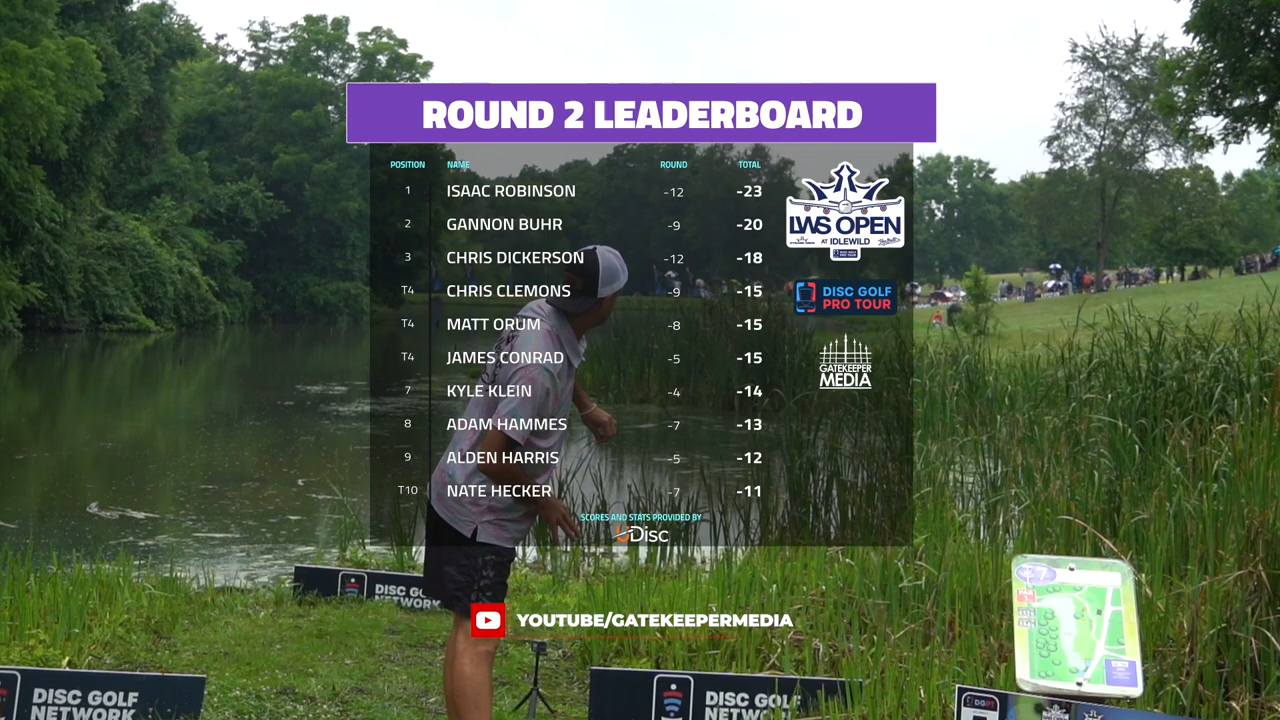 ROUND 2 LEADERBOARD
POSITION NAME ROUND TOTAL
1 ISAAC ROBINSON -12 -23
2 GANNON BUHR -9 -20
3 CHRIS DICKERSON -12 -18
T4 CHRIS CLEMONS -9 -15
T4 MATT ORUM -8 -15
T4 JAMES CONRAD -5 -15
7 KYLE KLEIN -4 -14
8 ADAM HAMMES -7 -13
9 ALDEN HARRIS -5 -12
T10 NATE HECKER -7 -11
LWS OPEN
AT IDLEWILD
DISC GOLF
PRO TOUR
GATEKEEPER
MEDIA
SCORES AND STATS PROVIDED BY
UDisc
YOUTUBE/GATEKEEPERMEDIA
DISC GOLF
NETWORK
DISC GOLF
NETWORK
DISC GOLF
NETWORK
7
DGPT